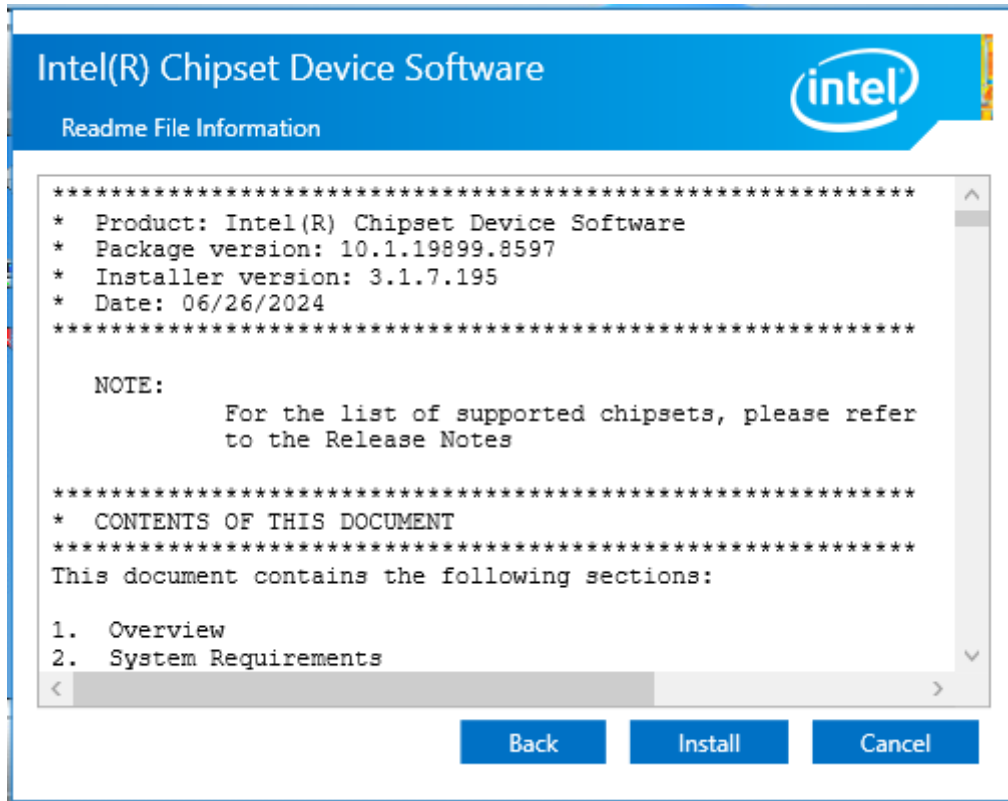 Intel(R) Chipset Device Software
intel
Readme File Information
************************************************************
*  Product: Intel(R) Chipset Device Software
*  Package version: 10.1.19899.8597
*  Installer version: 3.1.7.195
*  Date: 06/26/2024
************************************************************
NOTE:
For the list of supported chipsets, please refer
to the Release Notes
************************************************************
*  CONTENTS OF THIS DOCUMENT
************************************************************
This document contains the following sections:
1.  Overview
2.  System Requirements
Back Install Cancel